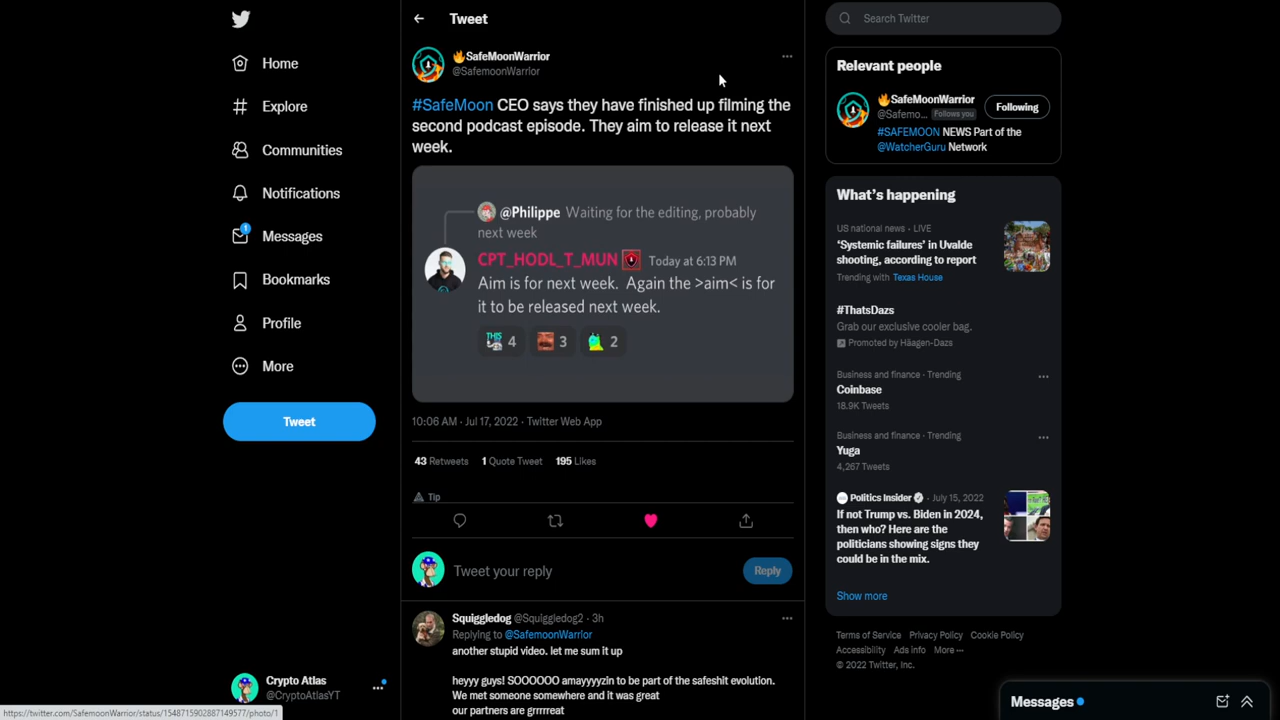 Home
Explore
Communities
Notifications
1
Messages
Bookmarks
Profile
More
Tweet
Crypto Atlas
@CryptoAtlasYT
https://twitter.com/SafemoonWarrior/status/1548715902887149577/photo/1
Tweet
🔥SafeMoonWarrior
@SafemoonWarrior
#SafeMoon CEO says they have finished up filming the
second podcast episode. They aim to release it next
week.
@Philippe Waiting for the editing, probably
next week
CPT_HODL_T_MUN Today at 6:13 PM
Aim is for next week. Again the >aim< is for
it to be released next week.
THIS 4 3 2
10:06 AM · Jul 17, 2022 · Twitter Web App
43 Retweets 1 Quote Tweet 195 Likes
Tip
Tweet your reply
Reply
Squiggledog @Squiggledog2 · 3h
Replying to @SafemoonWarrior
another stupid video. let me sum it up
heyyy guys! SOOOOOO amayyyyzin to be part of the safeshit evolution.
We met someone somewhere and it was great
our partners are grrrreat
Search Twitter
Relevant people
🔥SafeMoonWarrior
@Safemo... Follows you
Following
#SAFEMOON NEWS Part of the
@WatcherGuru Network
What's happening
US national news · LIVE
'Systemic failures' in Uvalde
shooting, according to report
Trending with Texas House
#ThatsDazs
Grab our exclusive cooler bag.
Promoted by Häagen-Dazs
Business and finance · Trending
Coinbase
18.9K Tweets
Business and finance · Trending
Yuga
4,267 Tweets
Politics Insider · July 15, 2022
If not Trump vs. Biden in 2024,
then who? Here are the
politicians showing signs they
could be in the mix.
Show more
Terms of Service Privacy Policy Cookie Policy
Accessibility Ads info More ···
© 2022 Twitter, Inc.
Messages